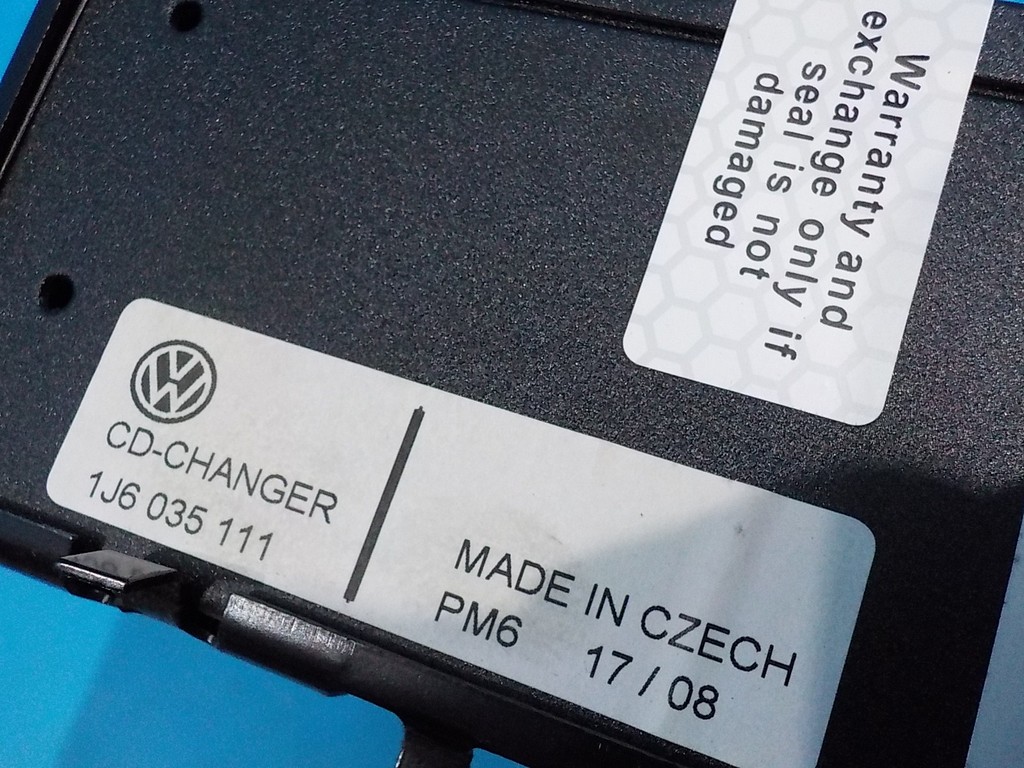 Warranty and
exchange only if
seal is not
damaged
CD-CHANGER
1J6 035 111
MADE IN CZECH
PM6 17 / 08